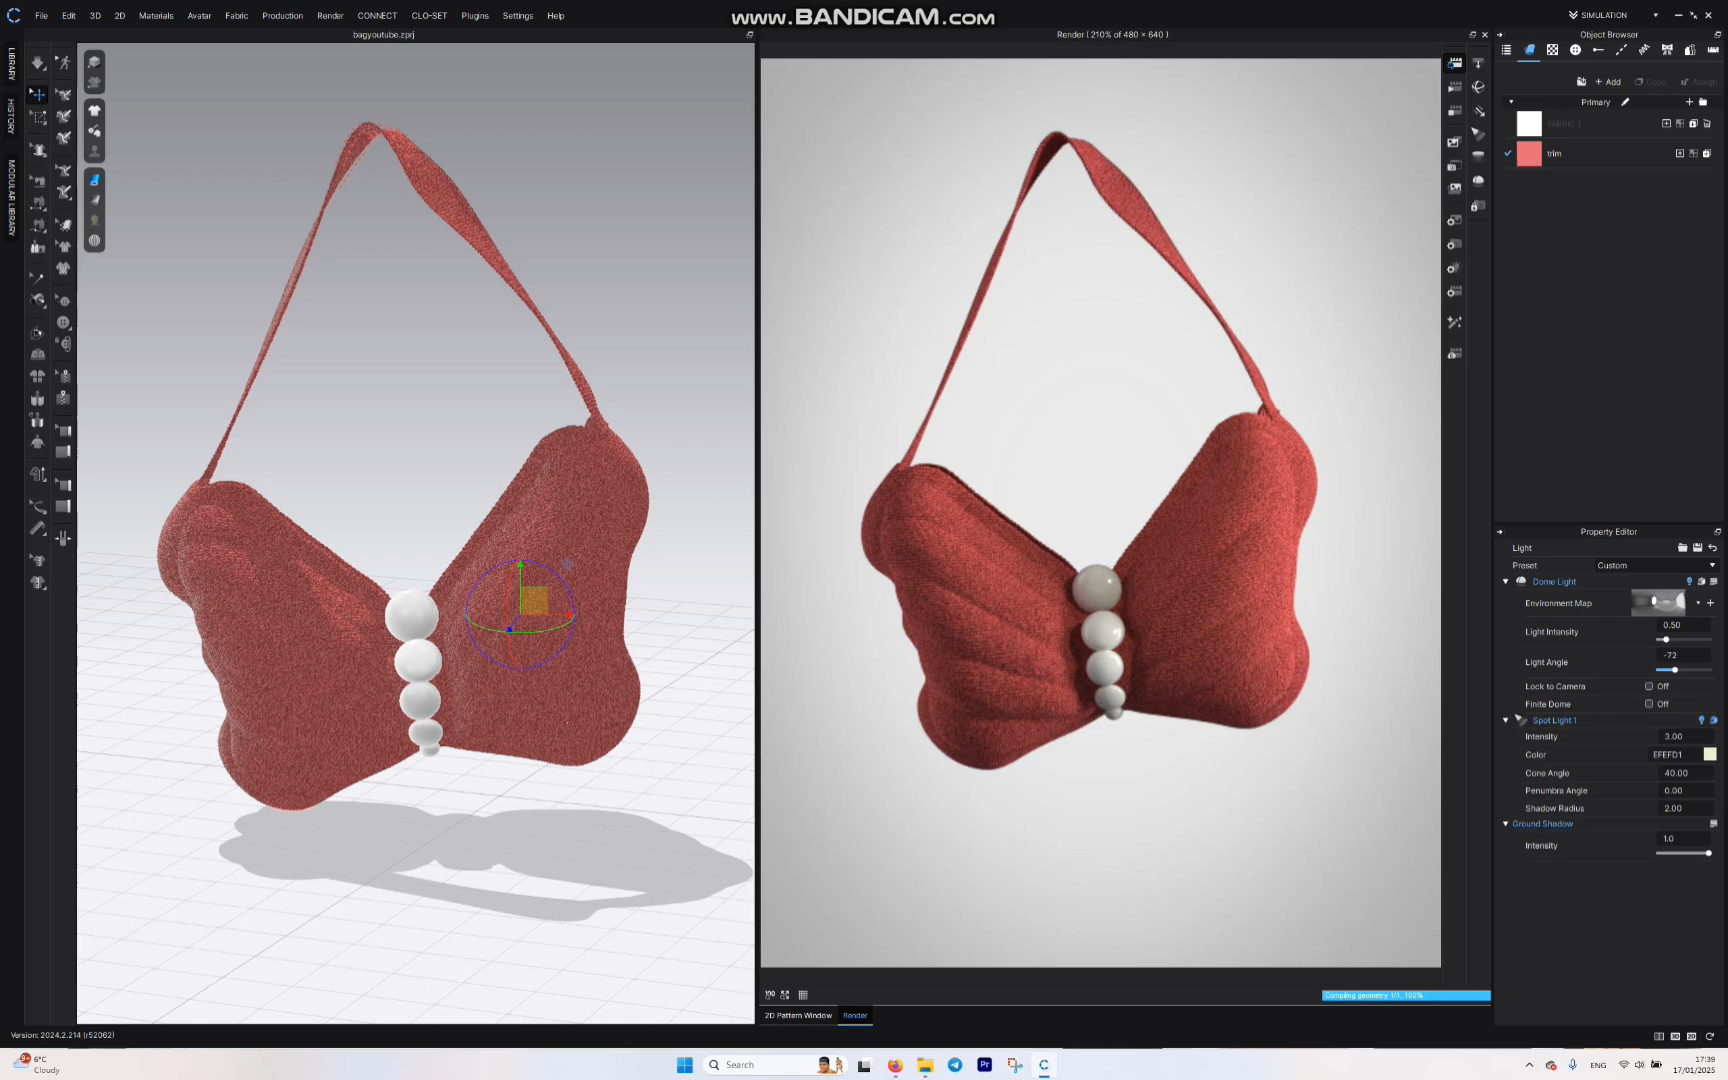 File Edit 3D 2D Materials Avatar Fabric Production Render CONNECT CLO-SET Plugins Settings Help
www.BANDICAM.com
SIMULATION
bagyoutube.zprj
Render ( 210% of 480 x 640 )
Object Browser
LIBRARY
HISTORY
MODULAR LIBRARY
+ Add Copy Assign
Primary
FABRIC 1
trim
Property Editor
Light
Preset Custom
Dome Light
Environment Map
Light Intensity 0.50
Light Angle -72
Lock to Camera Off
Finite Dome Off
Spot Light 1
Intensity 3.00
Color EFEFD1
Cone Angle 40.00
Penumbra Angle 0.00
Shadow Radius 2.00
Ground Shadow
Intensity 1.0
Compiling geometry 1/1, 100%
2D Pattern Window Render
Version: 2024.2.214 (r52062)
6°C
Cloudy
Search
ENG
17:39
17/01/2025